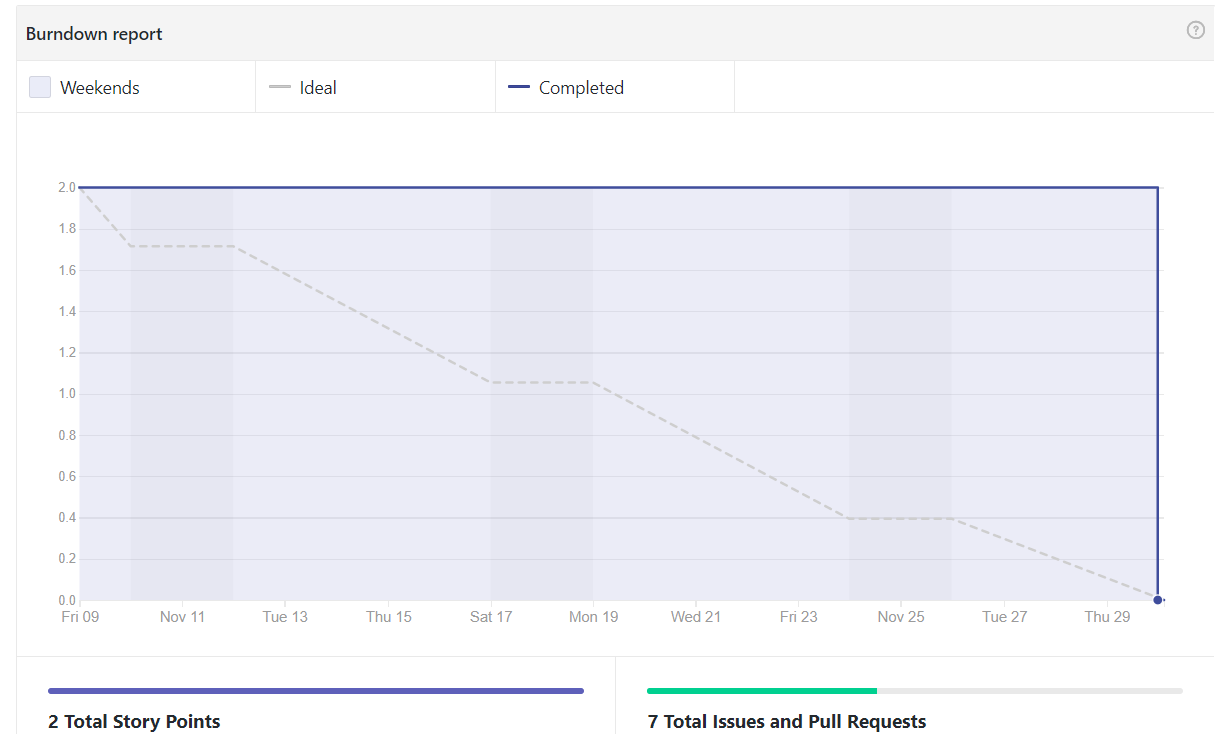 Burndown report
?
Weekends
Ideal
Completed
2.0
1.8
1.6
1.4
1.2
1.0
0.8
0.6
0.4
0.2
0.0
Fri 09 Nov 11 Tue 13 Thu 15 Sat 17 Mon 19 Wed 21 Fri 23 Nov 25 Tue 27 Thu 29
2 Total Story Points
7 Total Issues and Pull Requests